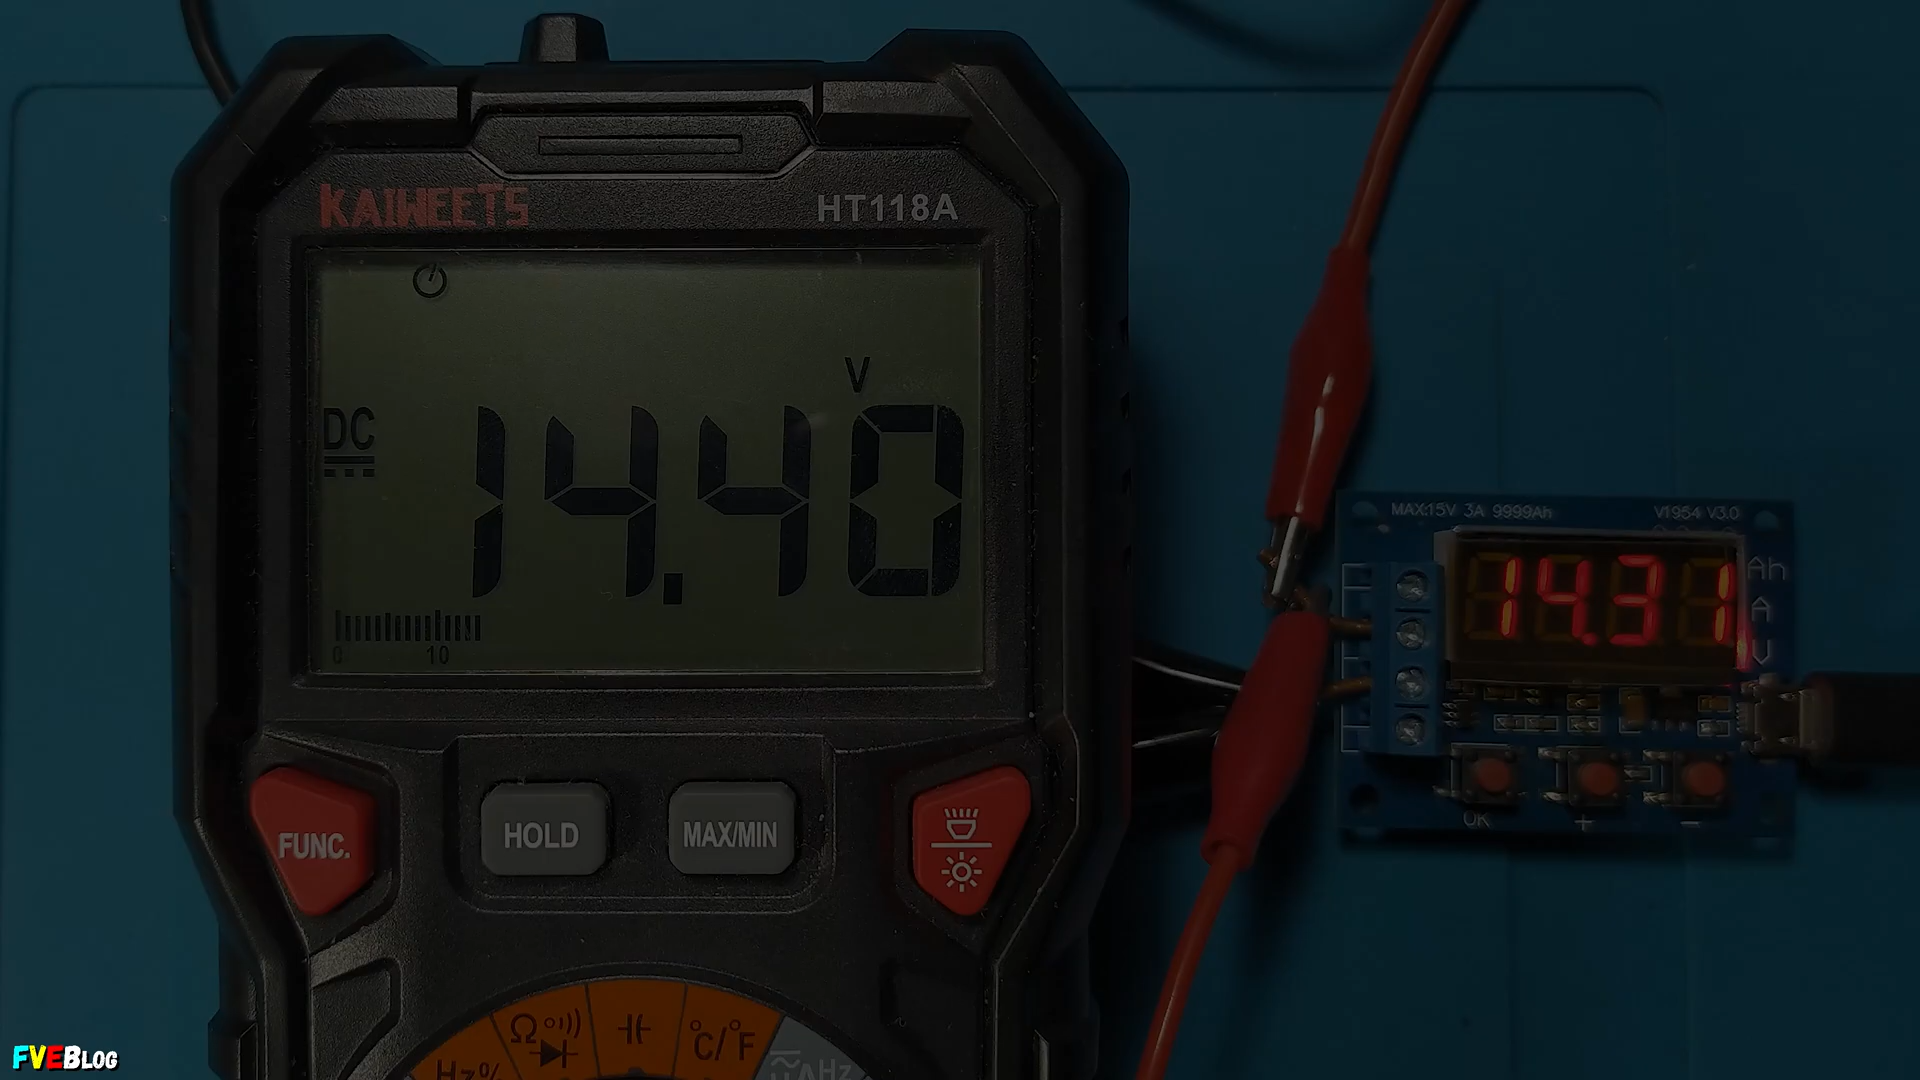 KAIWEETS
HT118A
V
DC
14.40
0 10
FUNC.
HOLD
MAX/MIN
Ω
°C/°F
Hz%
MAX:15V 3A 9999Ah
V1954 V3.0
14.31
Ah
A
V
OK
+
-
FVEBLOG